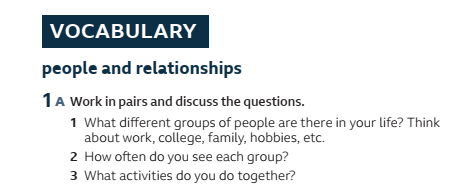 VOCABULARY
people and relationships
1 A Work in pairs and discuss the questions.
1 What different groups of people are there in your life? Think
about work, college, family, hobbies, etc.
2 How often do you see each group?
3 What activities do you do together?